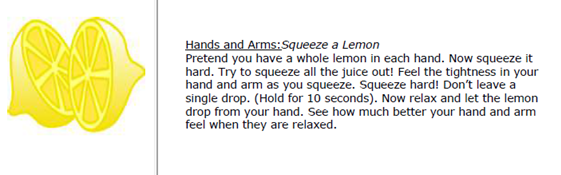 Hands and Arms:Squeeze a Lemon
Pretend you have a whole lemon in each hand. Now squeeze it
hard. Try to squeeze all the juice out! Feel the tightness in your
hand and arm as you squeeze. Squeeze hard! Don’t leave a
single drop. (Hold for 10 seconds). Now relax and let the lemon
drop from your hand. See how much better your hand and arm
feel when they are relaxed.